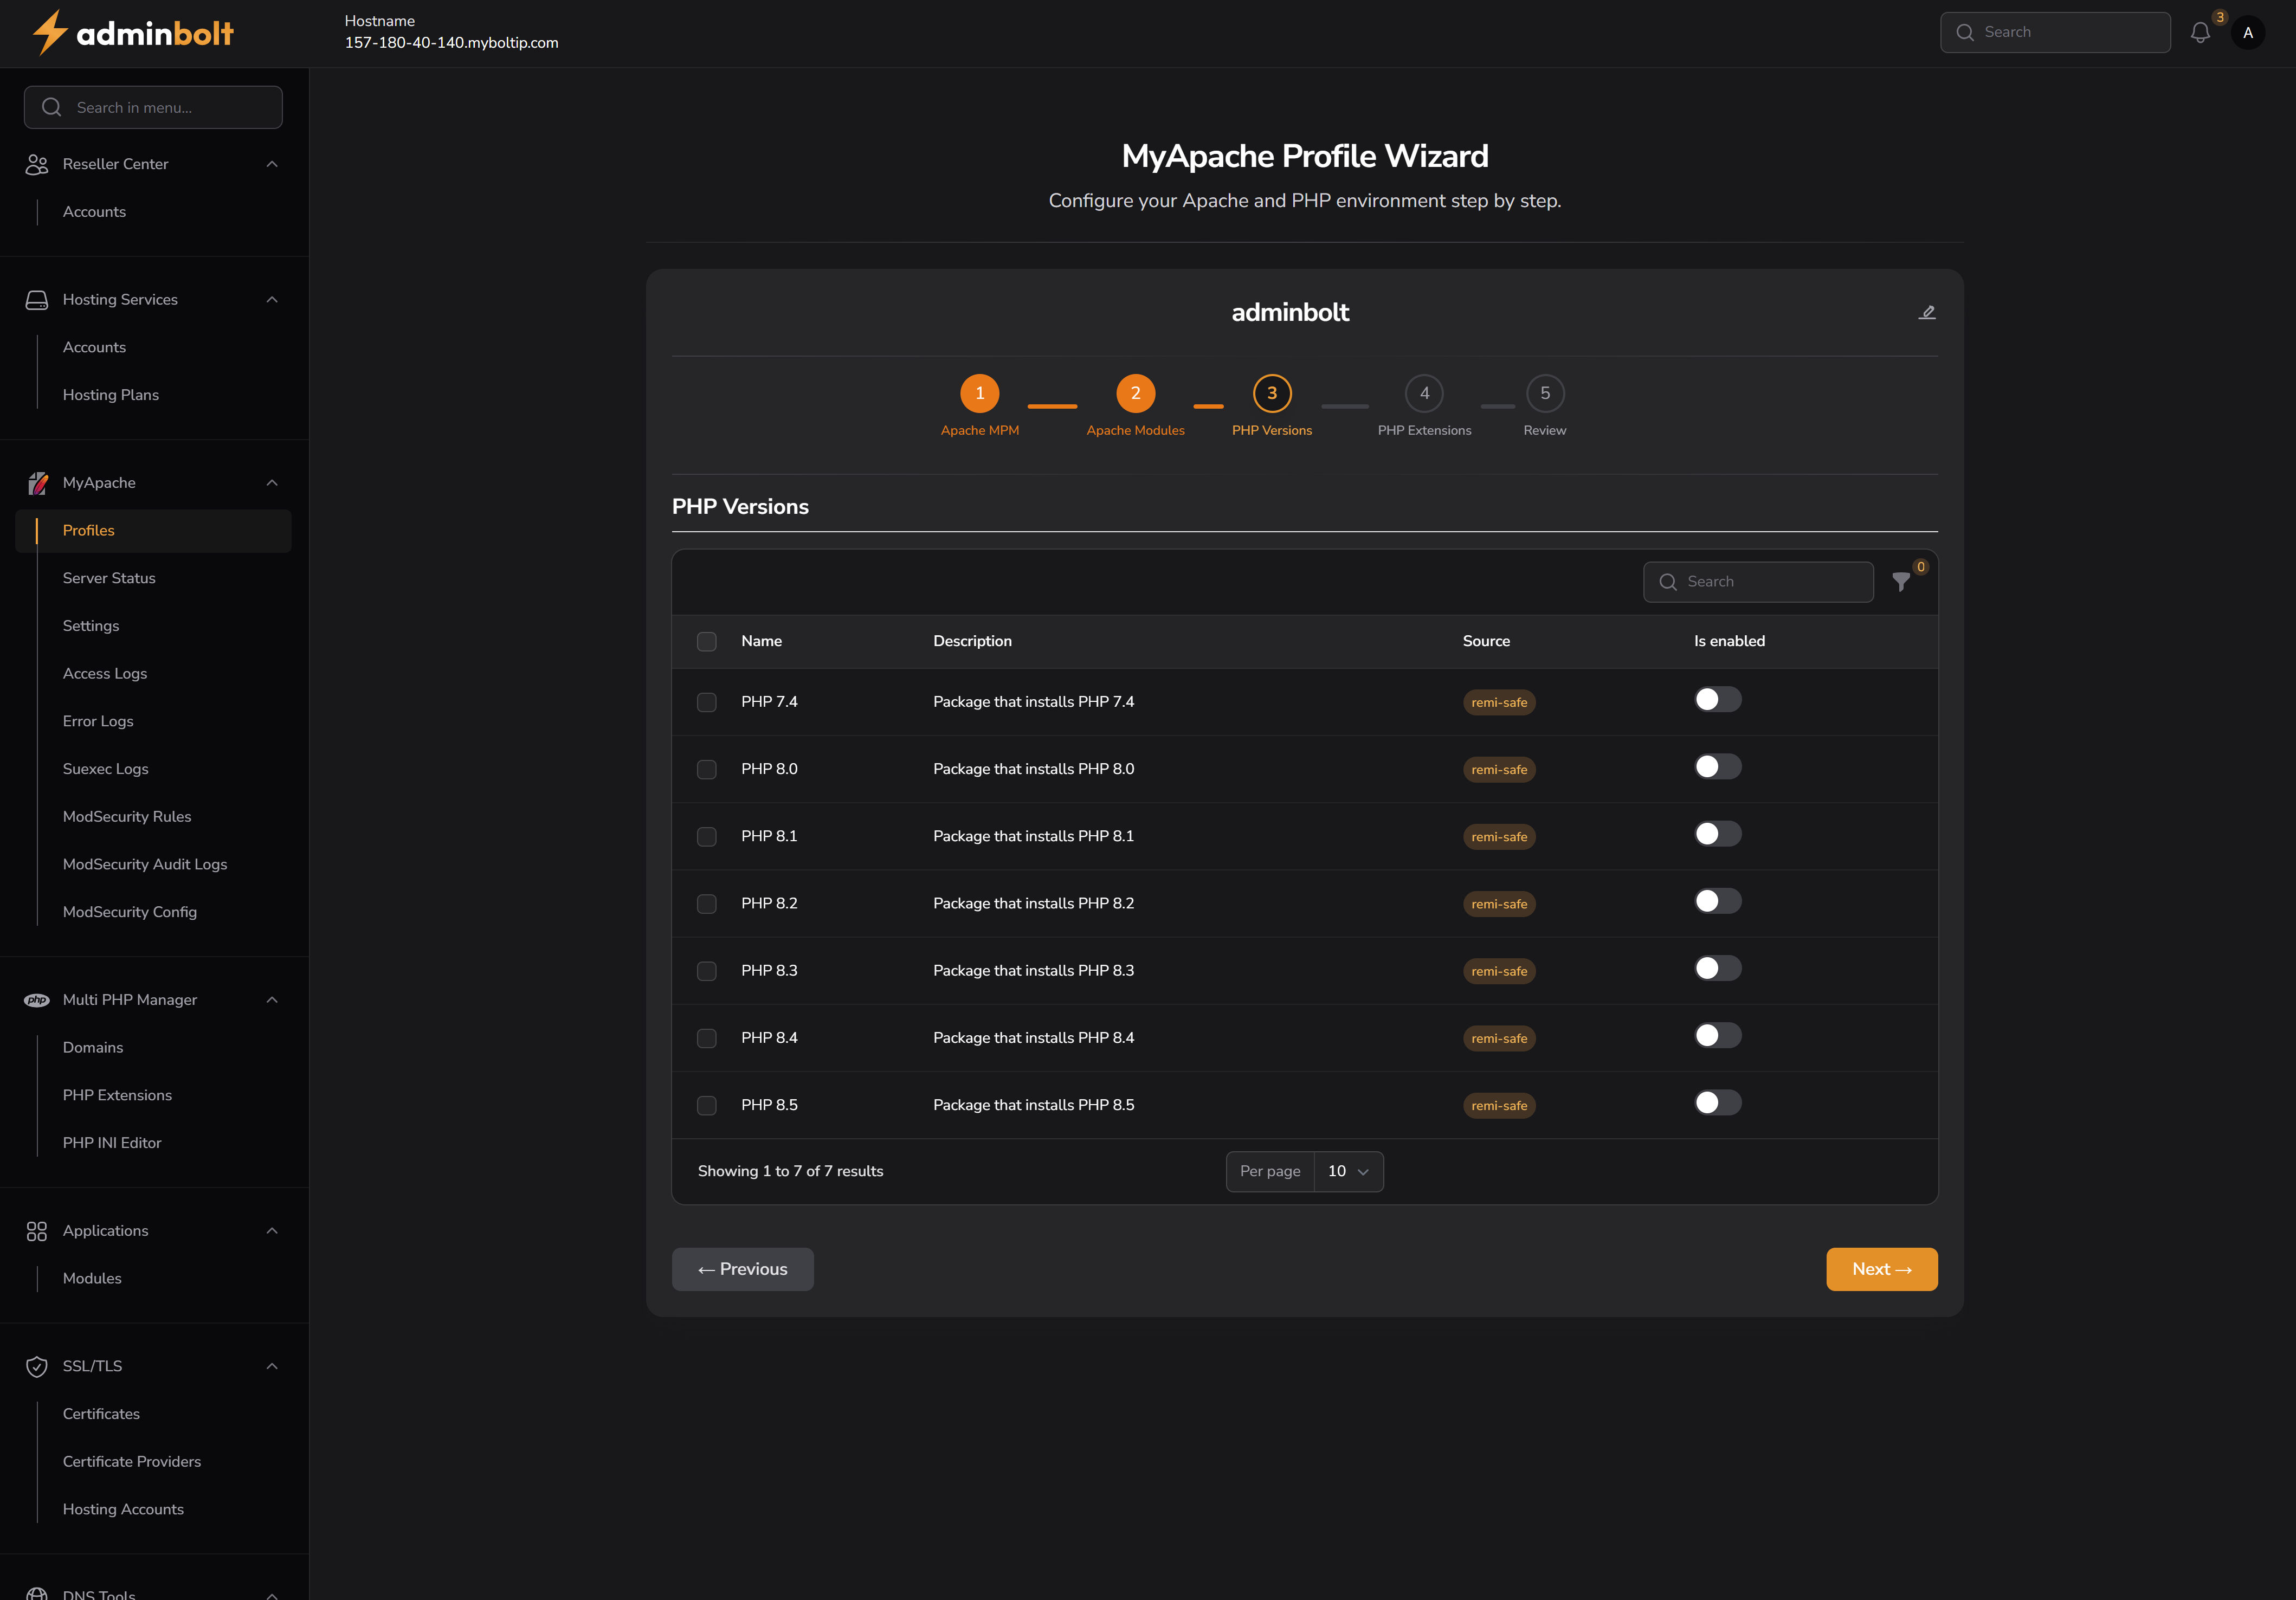 adminbolt
Hostname
157-180-40-140.myboltip.com
Search
3
A
Search in menu...
Reseller Center
Accounts
Hosting Services
Accounts
Hosting Plans
MyApache
Profiles
Server Status
Settings
Access Logs
Error Logs
Suexec Logs
ModSecurity Rules
ModSecurity Audit Logs
ModSecurity Config
php
Multi PHP Manager
Domains
PHP Extensions
PHP INI Editor
Applications
Modules
SSL/TLS
Certificates
Certificate Providers
Hosting Accounts
DNS Tools
MyApache Profile Wizard
Configure your Apache and PHP environment step by step.
adminbolt
1 2 3 4 5
Apache MPM Apache Modules PHP Versions PHP Extensions Review
PHP Versions
Search
0
Name Description Source Is enabled
PHP 7.4 Package that installs PHP 7.4 remi-safe
PHP 8.0 Package that installs PHP 8.0 remi-safe
PHP 8.1 Package that installs PHP 8.1 remi-safe
PHP 8.2 Package that installs PHP 8.2 remi-safe
PHP 8.3 Package that installs PHP 8.3 remi-safe
PHP 8.4 Package that installs PHP 8.4 remi-safe
PHP 8.5 Package that installs PHP 8.5 remi-safe
Showing 1 to 7 of 7 results Per page 10
← Previous Next →